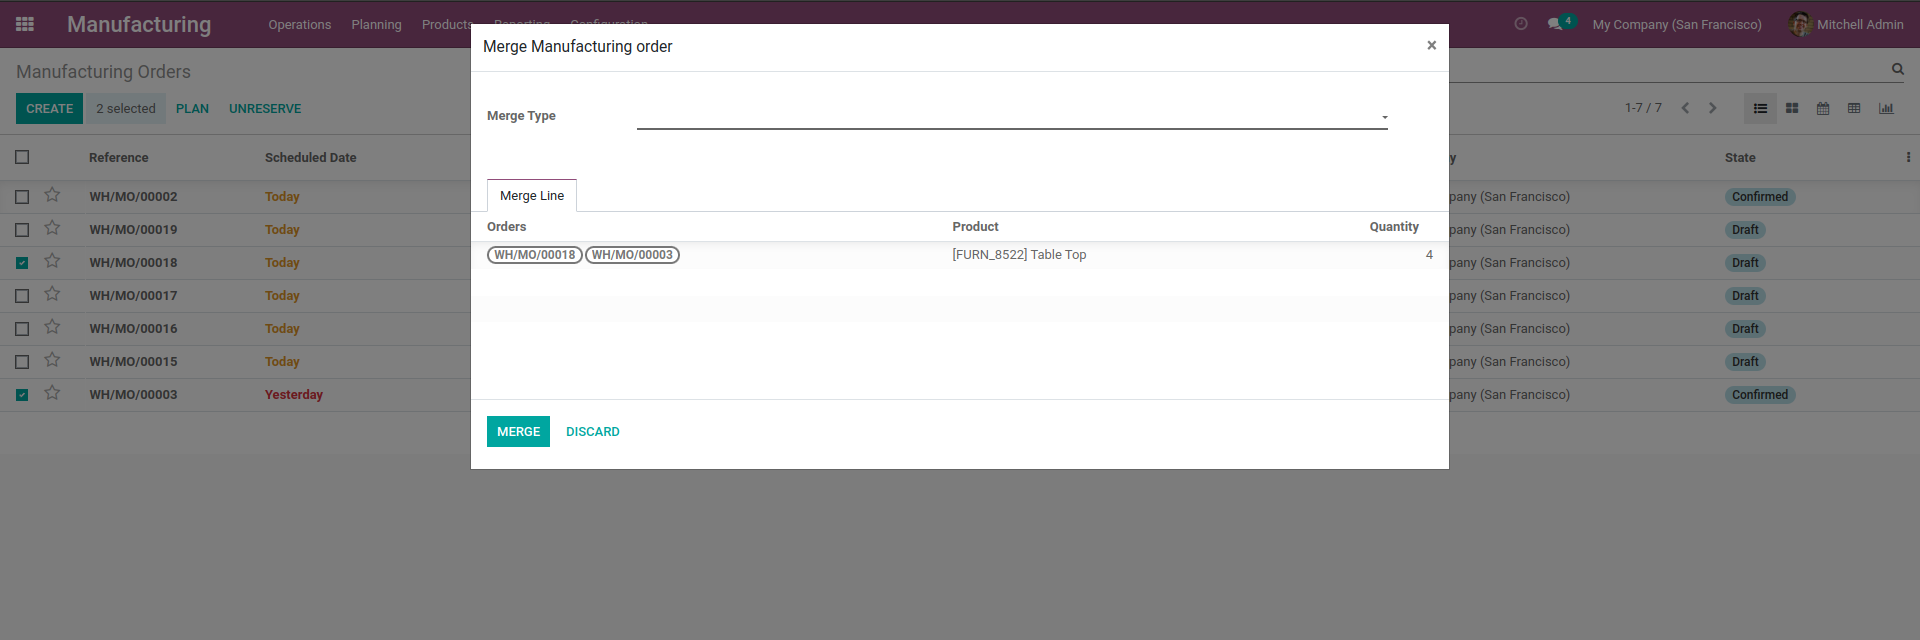 Manufacturing Operations Planning Products Reporting Configuration 4 My Company (San Francisco) Mitchell Admin
Merge Manufacturing order ×
Manufacturing Orders
CREATE 2 selected PLAN UNRESERVE 1-7 / 7
Merge Type
Reference Scheduled Date y State
Merge Line
WH/MO/00002 Today pany (San Francisco) Confirmed
Orders Product Quantity
WH/MO/00019 Today pany (San Francisco) Draft
WH/MO/00018 WH/MO/00003 [FURN_8522] Table Top 4
WH/MO/00018 Today pany (San Francisco) Draft
WH/MO/00017 Today pany (San Francisco) Draft
WH/MO/00016 Today pany (San Francisco) Draft
WH/MO/00015 Today pany (San Francisco) Draft
WH/MO/00003 Yesterday pany (San Francisco) Confirmed
MERGE DISCARD